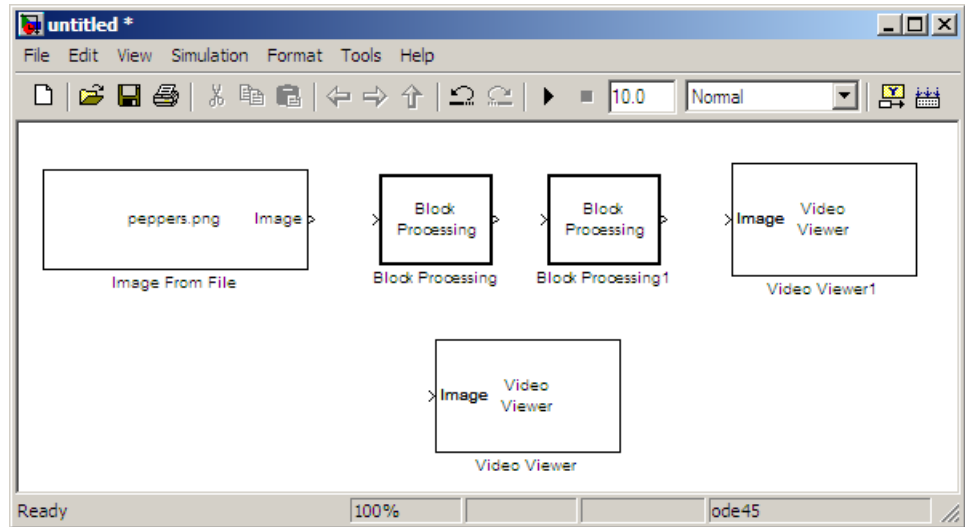 untitled *
File Edit View Simulation Format Tools Help
10.0 Normal
peppers.png Image
Image From File
Block
Processing
Block Processing
Block
Processing
Block Processing1
Image Video
Viewer
Video Viewer1
Image Video
Viewer
Video Viewer
Ready 100% ode45